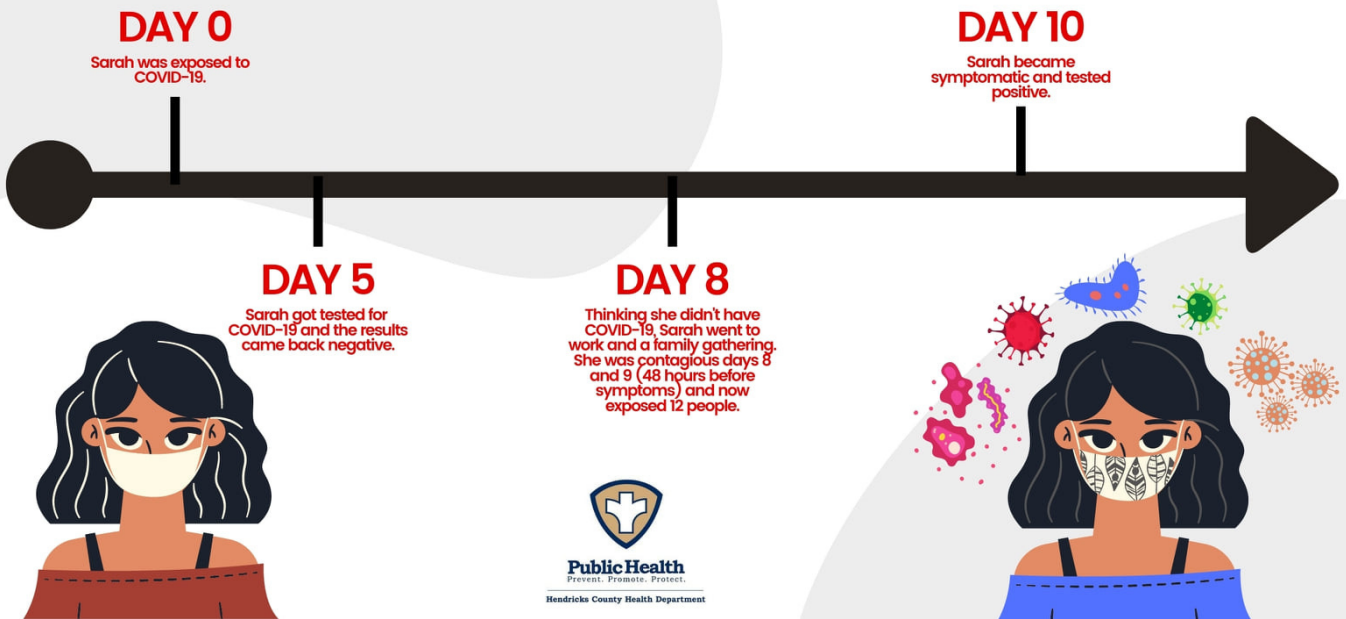 DAY 0
Sarah was exposed to
COVID-19.
DAY 5
Sarah got tested for
COVID-19 and the results
came back negative.
DAY 8
Thinking she didn't have
COVID-19, Sarah went to
work and a family gathering.
She was contagious days 8
and 9 (48 hours before
symptoms) and now
exposed 12 people.
DAY 10
Sarah became
symptomatic and tested
positive.
Public Health
Prevent. Promote. Protect.
Hendricks County Health Department